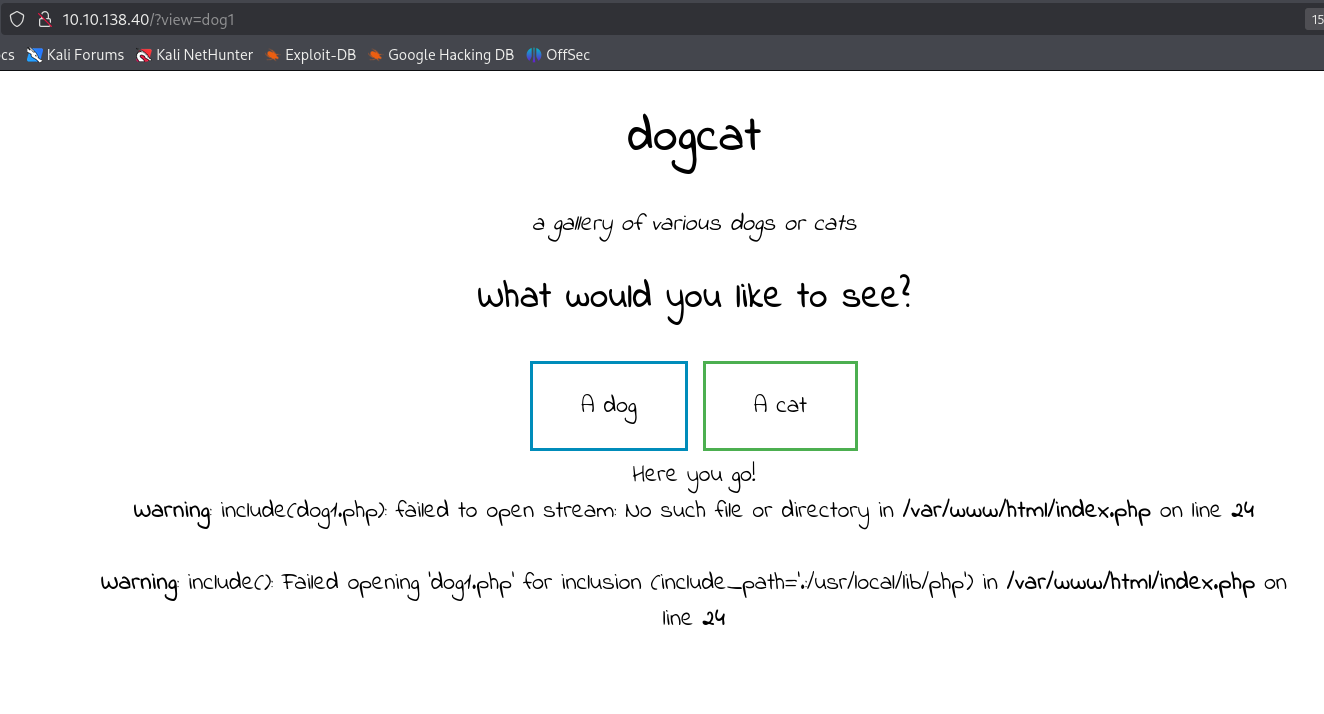 10.10.138.40/?view=dog1
15
cs Kali Forums Kali NetHunter Exploit-DB Google Hacking DB OffSec
dogcat
a gallery of various dogs or cats
What would you like to see?
A dog A cat
Here you go!
Warning: include(dog1.php): failed to open stream: No such file or directory in /var/www/html/index.php on line 24
Warning: include(): Failed opening 'dog1.php' for inclusion (include_path='.:/usr/local/lib/php') in /var/www/html/index.php on
line 24